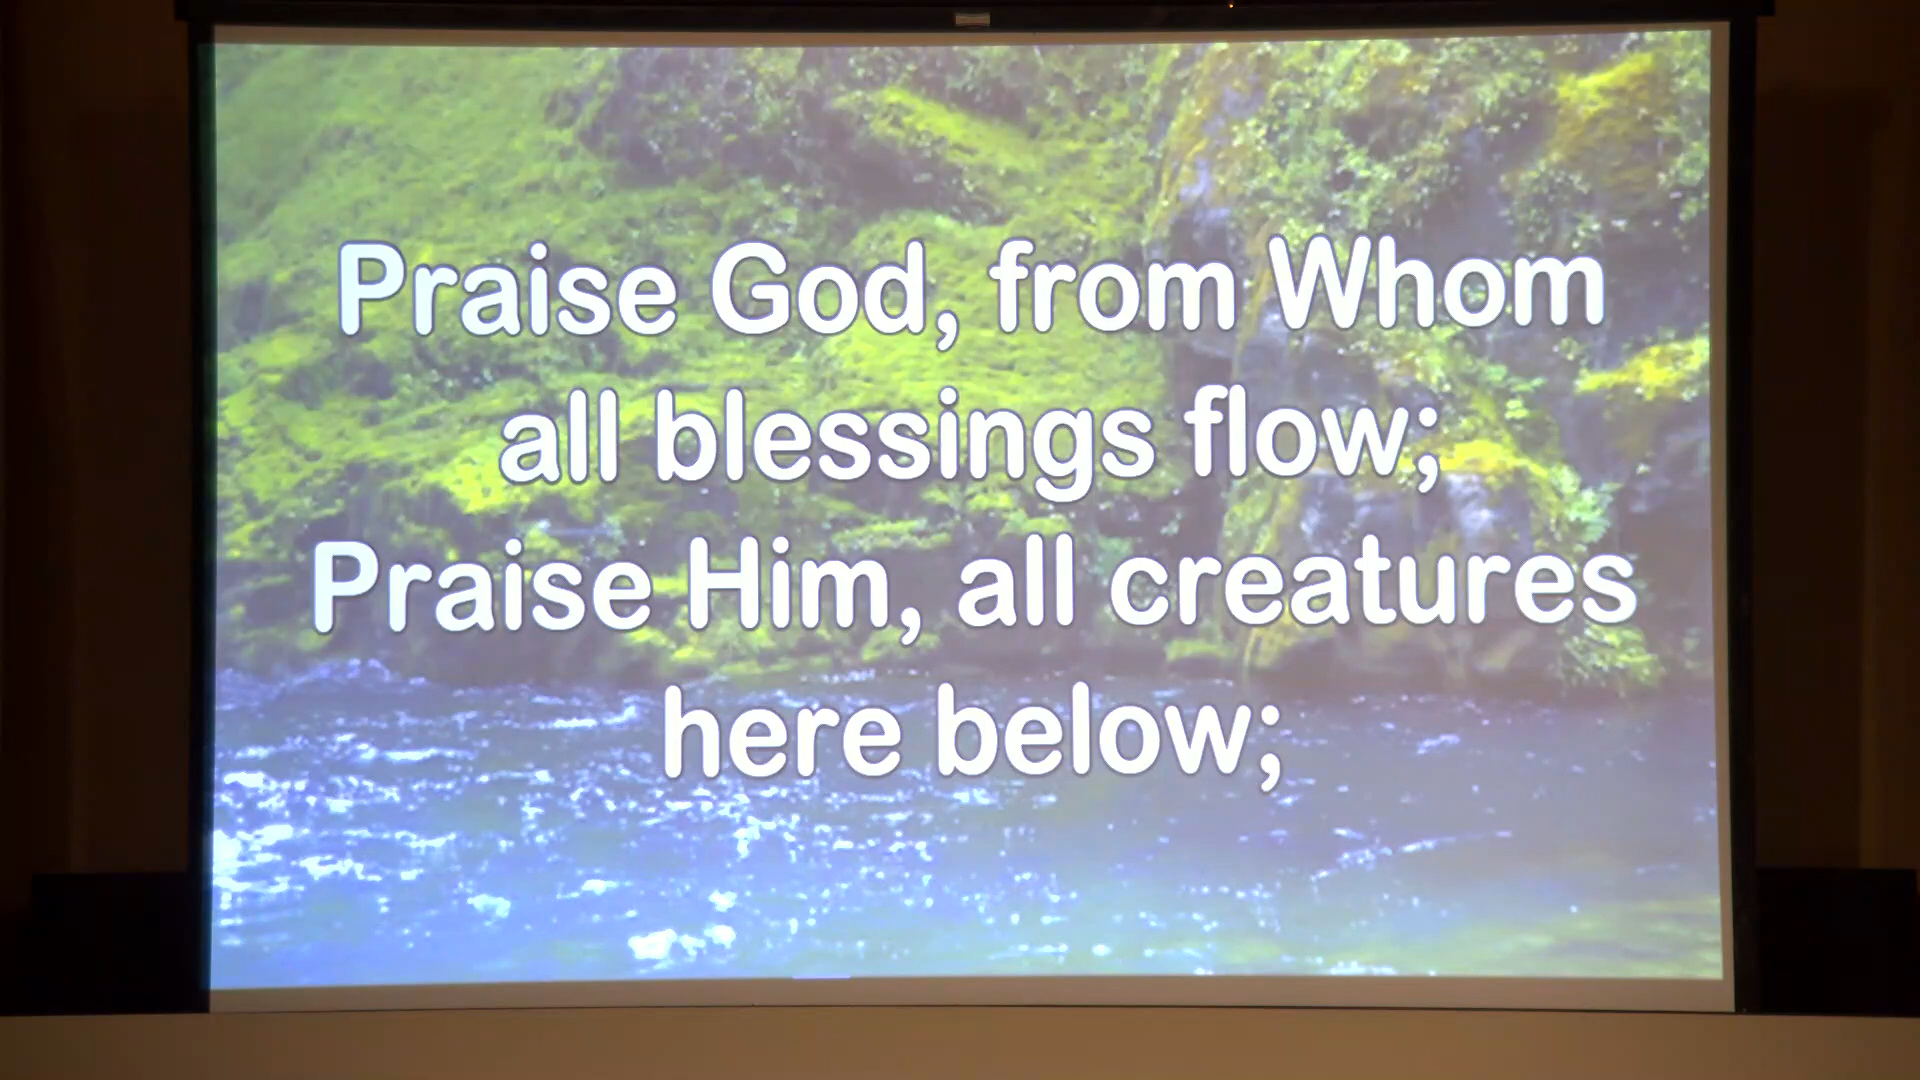 Praise God, from Whom
all blessings flow;
Praise Him, all creatures
here below;